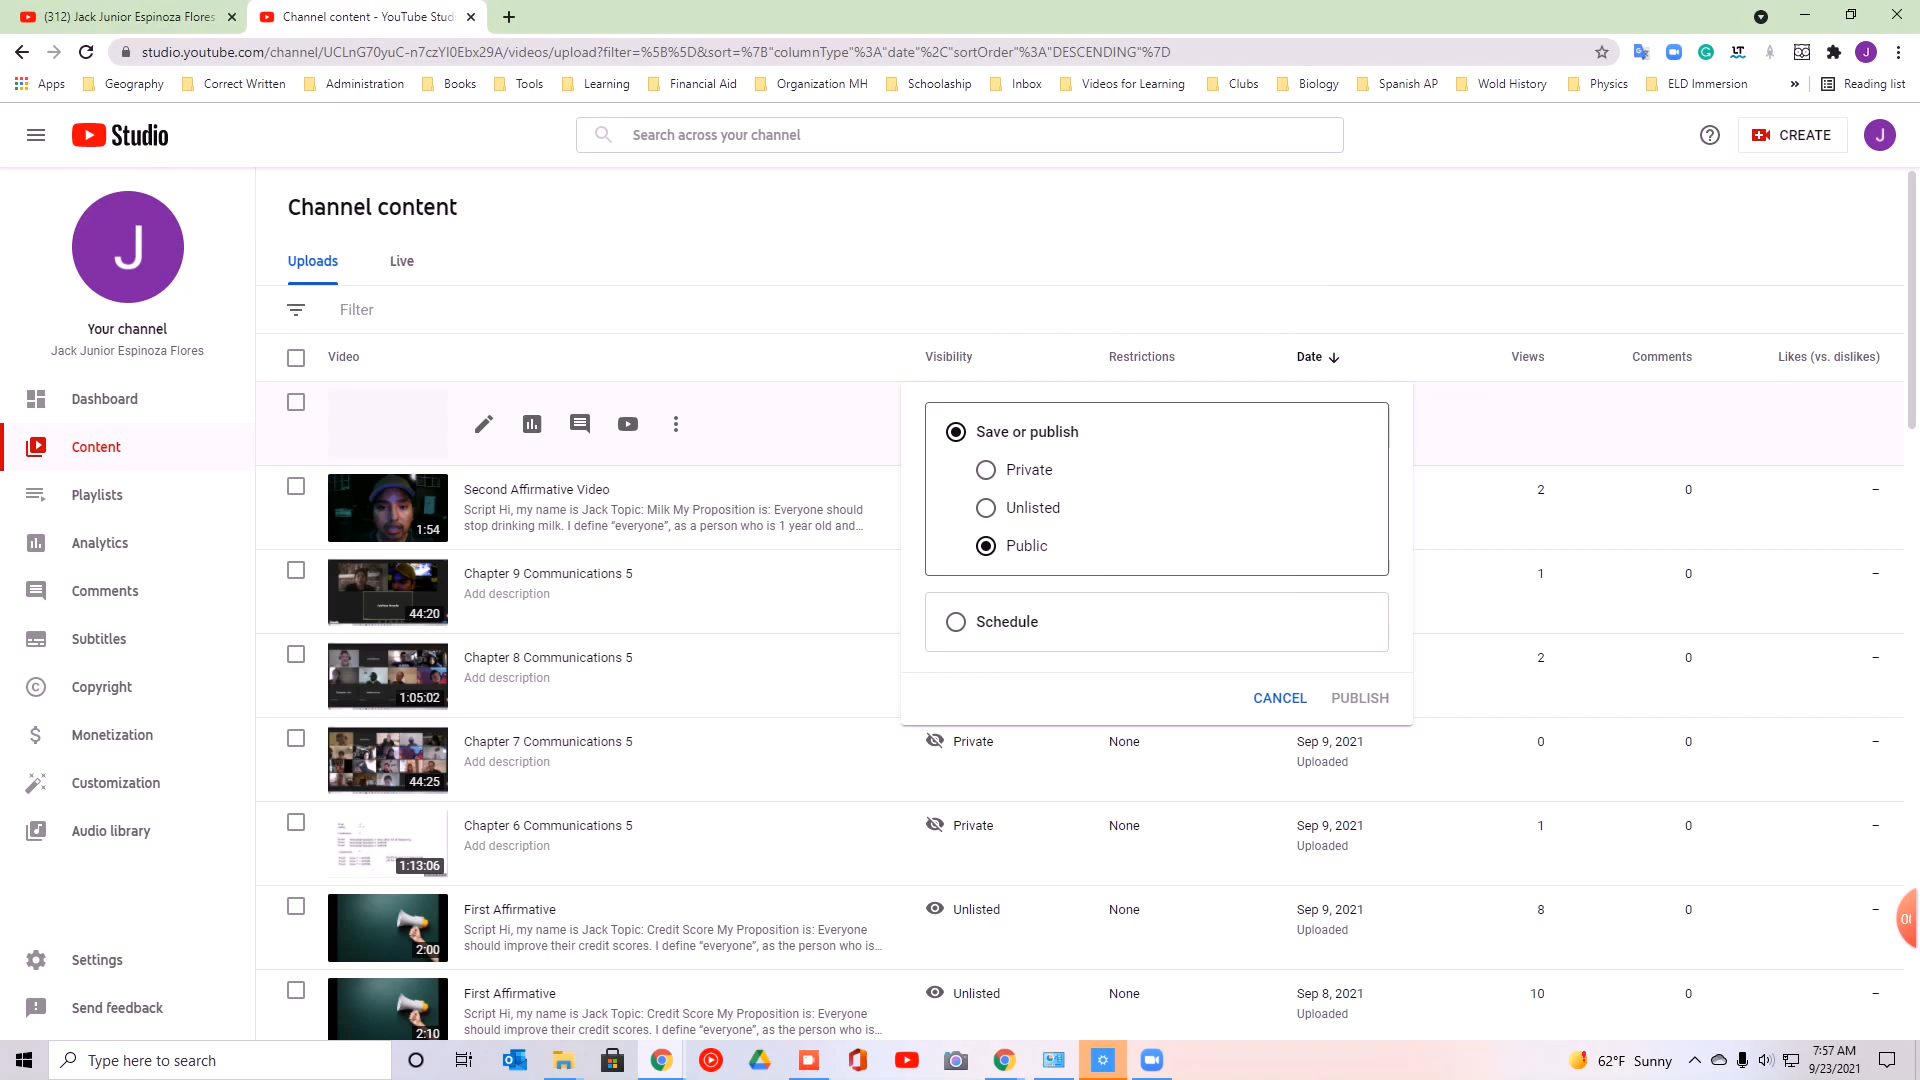 (312) Jack Junior Espinoza Flores
Channel content - YouTube Studi
studio.youtube.com/channel/UCLnG70yuC-n7czYI0Ebx29A/videos/upload?filter=%5B%5D&sort=%7B"columnType"%3A"date"%2C"sortOrder"%3A"DESCENDING"%7D
J
Apps
Geography
Correct Written
Administration
Books
Tools
Learning
Financial Aid
Organization MH
Schoolaship
Inbox
Videos for Learning
Clubs
Biology
Spanish AP
Wold History
Physics
ELD Immersion
»
Reading list
Studio
Search across your channel
CREATE
J
J
Your channel
Jack Junior Espinoza Flores
Dashboard
Content
Playlists
Analytics
Comments
Subtitles
Copyright
Monetization
Customization
Audio library
Settings
Send feedback
Channel content
Uploads
Live
Filter
Video
Visibility
Restrictions
Date
Views
Comments
Likes (vs. dislikes)
Save or publish
Private
Unlisted
Public
Schedule
CANCEL
PUBLISH
1:54
Second Affirmative Video
Script Hi, my name is Jack Topic: Milk My Proposition is: Everyone should
stop drinking milk. I define “everyone”, as a person who is 1 year old and…
2
0
–
44:20
Chapter 9 Communications 5
Add description
1
0
–
1:05:02
Chapter 8 Communications 5
Add description
2
0
–
44:25
Chapter 7 Communications 5
Add description
Private
None
Sep 9, 2021
Uploaded
0
0
–
1:13:06
Chapter 6 Communications 5
Add description
Private
None
Sep 9, 2021
Uploaded
1
0
–
2:00
First Affirmative
Script Hi, my name is Jack Topic: Credit Score My Proposition is: Everyone
should improve their credit scores. I define “everyone”, as the person who is…
Unlisted
None
Sep 9, 2021
Uploaded
8
0
–
2:10
First Affirmative
Script Hi, my name is Jack Topic: Credit Score My Proposition is: Everyone
should improve their credit scores. I define “everyone”, as the person who is…
Unlisted
None
Sep 8, 2021
Uploaded
10
0
–
Type here to search
62°F Sunny
7:57 AM
9/23/2021